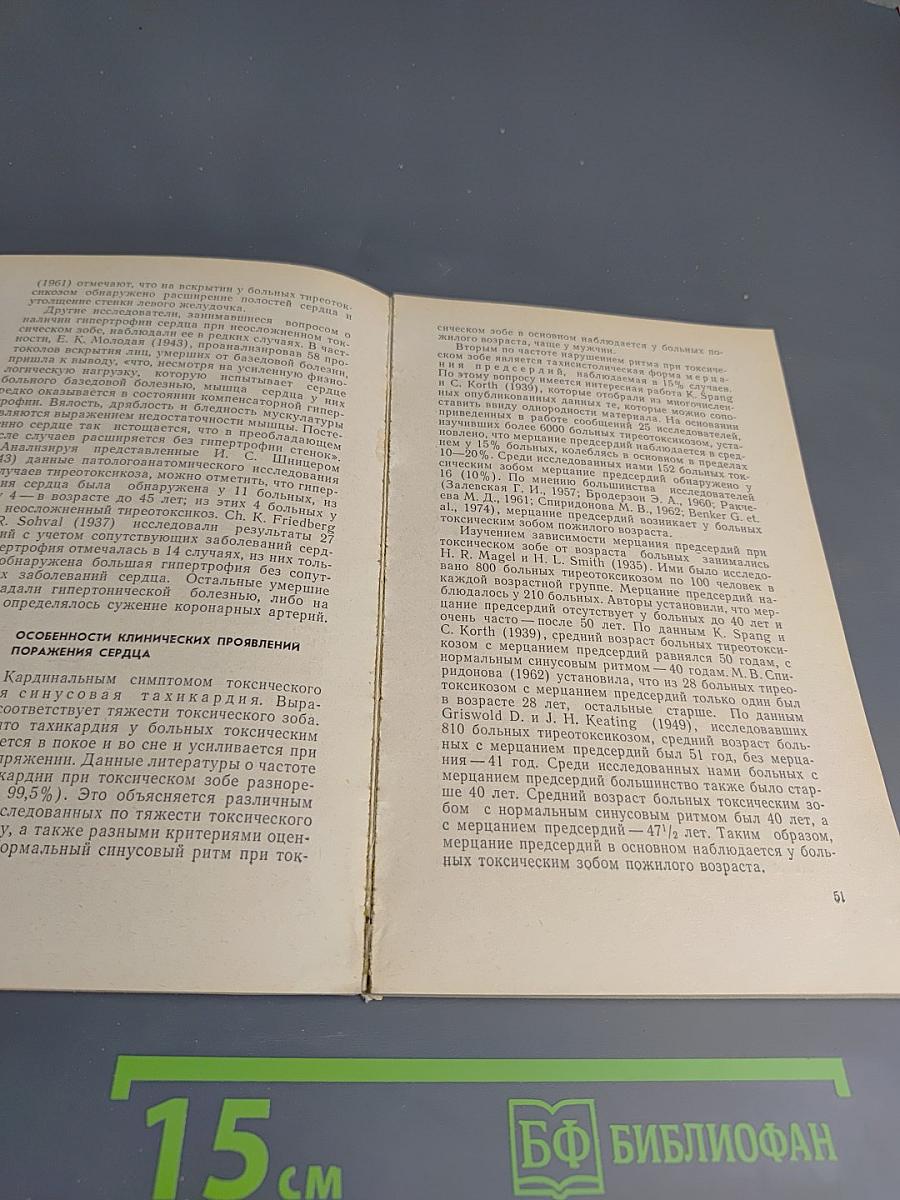 (1961) отмечают, что на вскрытии у больных тиреоток-
сикозом обнаружено расширение полостей сердца и
утолщение стенки левого желудочка.
Другие исследователи, занимавшиеся вопросом о
наличии гипертрофии сердца при неосложненном ток-
сическом зобе, наблюдали ее в редких случаях. В част-
ности, Е. К. Молодая (1943), проанализировав 58 про-
токолов вскрытия лиц, умерших от базедовой болезни,
пришла к выводу, «что, несмотря на усиленную физио-
логическую нагрузку, которую испытывает сердце
больного базедовой болезнью, мышца сердца у них
редко оказывается в состоянии компенсаторной гипер-
рофии. Вялость, дряблость и бледность мускулатуры
вляются выражением недостаточности мышцы. Посте-
енно сердце так истощается, что в преобладающем
сле случаев расширяется без гипертрофии стенок».
Анализируя представленные И. С. Шницером
43) данные патологоанатомического исследования
лучаев тиреотоксикоза, можно отметить, что гипер-
ия сердца была обнаружена у 11 больных, из
у 4 — в возрасте до 45 лет; из этих 4 больных у
неосложненный тиреотоксикоз. Ch. K. Friedberg
R. Sohval (1937) исследовали результаты 27
ий с учетом сопутствующих заболеваний серд-
пертрофия отмечалась в 14 случаях, из них толь-
обнаружена большая гипертрофия без сопут-
х заболеваний сердца. Остальные умершие
адали гипертонической болезнью, либо на
определялось сужение коронарных артерий.
ОСОБЕННОСТИ КЛИНИЧЕСКИХ ПРОЯВЛЕНИЙ
ПОРАЖЕНИЯ СЕРДЦА
Кардинальным симптомом токсического
я синусовая тахикардия. Выра-
соответствует тяжести токсического зоба.
что тахикардия у больных токсическим
ется в покое и во сне и усиливается при
пряжении. Данные литературы о частоте
кардии при токсическом зобе разноре-
99,5%). Это объясняется различным
следованных по тяжести токсического
у, а также разными критериями оцен-
ормальный синусовый ритм при ток-
сическом зобе в основном наблюдается у больных по-
жилого возраста, чаще у мужчин.
Вторым по частоте нарушением ритма при токсиче-
ском зобе является тахисистолическая форма мерца-
ния предсердий, наблюдаемая в 15% случаев.
По этому вопросу имеется интересная работа K. Spang
и C. Korth (1939), которые отобрали из многочислен-
ных опубликованных данных те, которые можно сопо-
ставить ввиду однородности материала. На основании
приведенных в работе сообщений 25 исследователей,
изучивших более 6000 больных тиреотоксикозом, уста-
новлено, что мерцание предсердий наблюдается в сред-
нем у 15% больных, колеблясь в основном в пределах
10—20%. Среди исследованных нами 152 больных ток-
сическим зобом мерцание предсердий обнаружено у
16 (10%). По мнению большинства исследователей
(Залевская Г. И., 1957; Бродерзон Э. А., 1960; Ракче-
ева М. Д., 1961; Спиридонова М. В., 1962; Benker G. et.
al., 1974), мерцание предсердий возникает у больных
токсическим зобом пожилого возраста.
Изучением зависимости мерцания предсердий при
токсическом зобе от возраста больных занимались
H. R. Magel и H. L. Smith (1935). Ими было исследо-
вано 800 больных тиреотоксикозом по 100 человек в
каждой возрастной группе. Мерцание предсердий на-
блюдалось у 210 больных. Авторы установили, что мер-
цание предсердий отсутствует у больных до 40 лет и
очень часто — после 50 лет. По данным K. Spang и
C. Korth (1939), средний возраст больных тиреотокси-
козом с мерцанием предсердий равнялся 50 годам, с
нормальным синусовым ритмом — 40 годам. М. В. Спи-
ридонова (1962) установила, что из 28 больных тирео-
токсикозом с мерцанием предсердий только один был
в возрасте 28 лет, остальные старше. По данным
Griswold D. и J. H. Keating (1949), исследовавших
810 больных тиреотоксикозом, средний возраст боль-
ных с мерцанием предсердий был 51 год, без мерца-
ния — 41 год. Среди исследованных нами больных с
мерцанием предсердий большинство также было стар-
ше 40 лет. Средний возраст больных токсическим зо-
бом с нормальным синусовым ритмом был 40 лет, а
с мерцанием предсердий — 47 1/2 лет. Таким образом,
мерцание предсердий в основном наблюдается у боль-
ных токсическим зобом пожилого возраста.
51
15 см
БФ БИБЛИОФАН